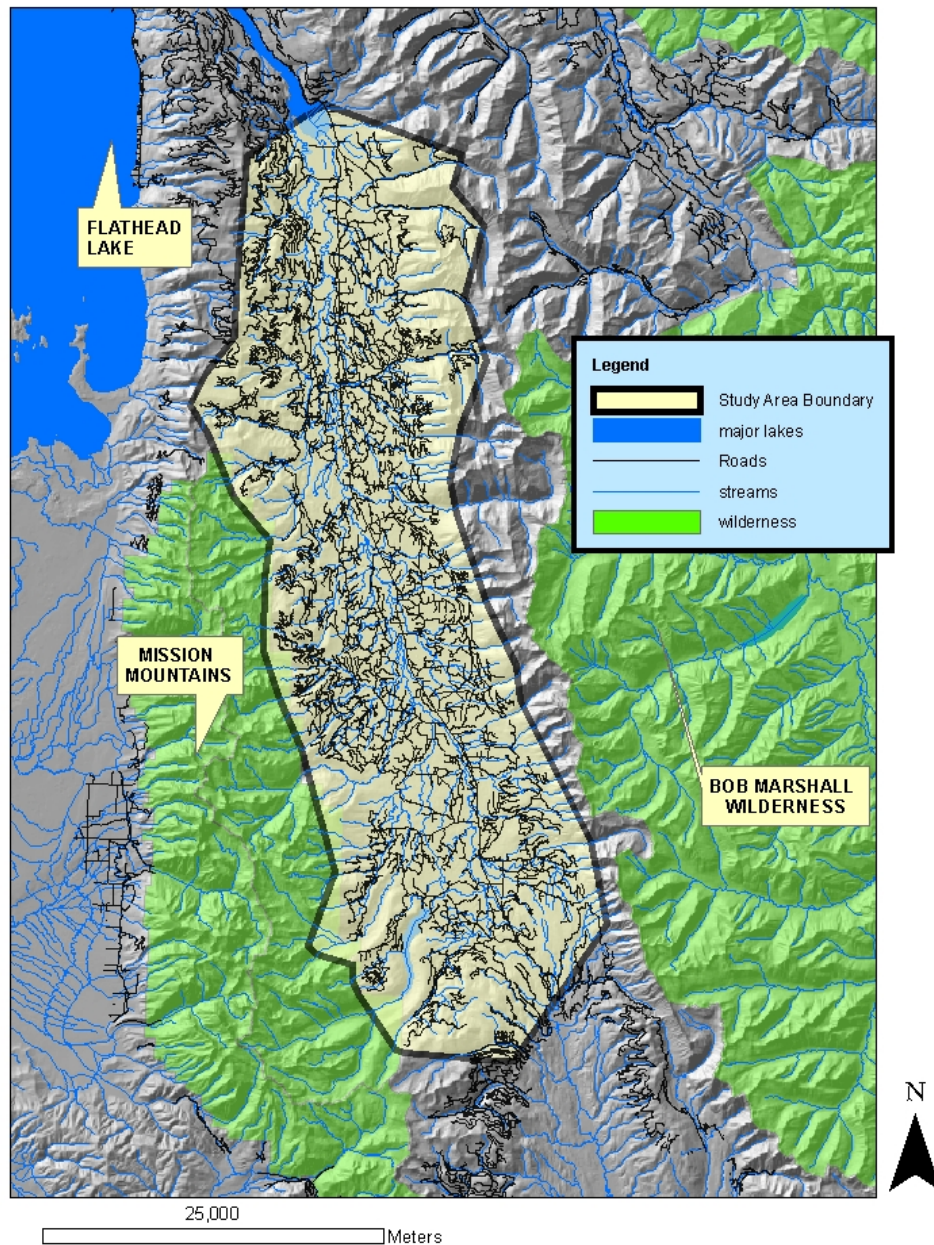 FLATHEAD
LAKE
Legend
Study Area Boundary
major lakes
Roads
streams
wilderness
MISSION
MOUNTAINS
BOB MARSHALL
WILDERNESS
N
25,000
Meters